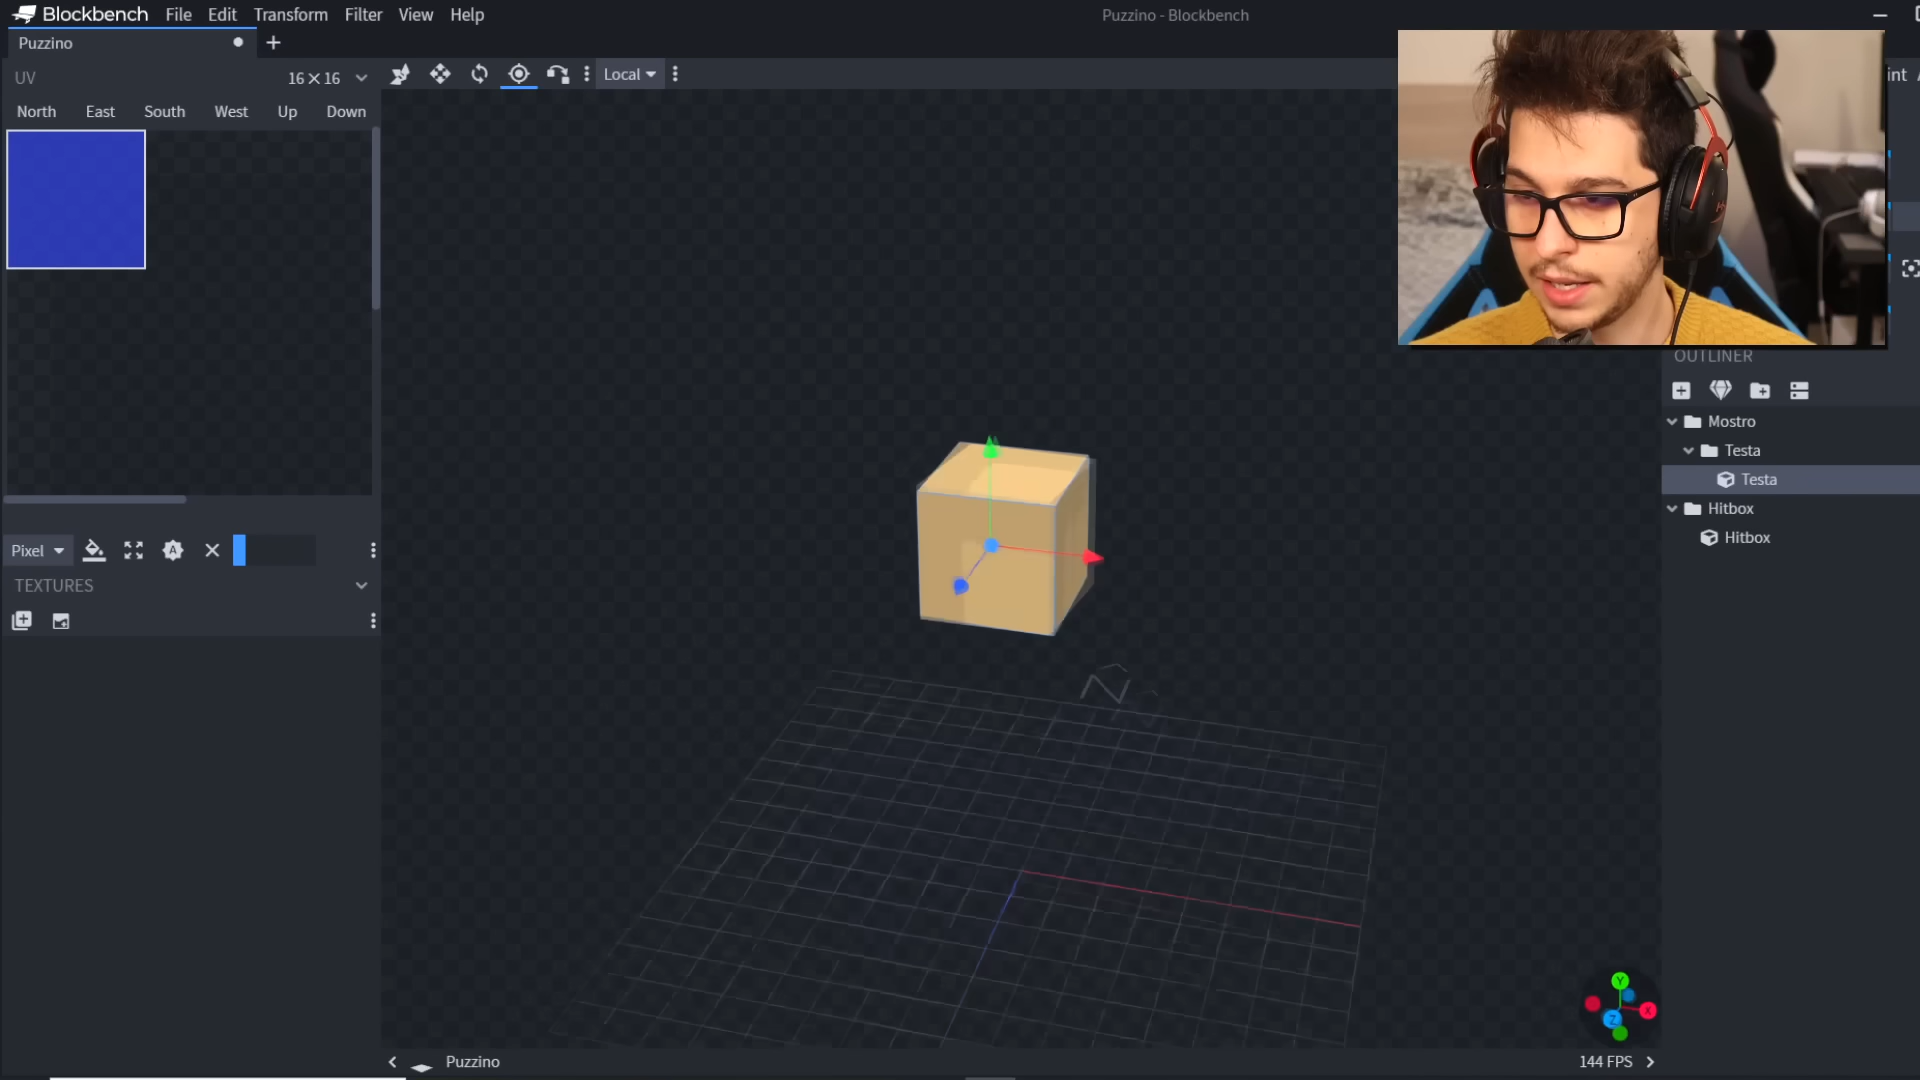 Blockbench File Edit Transform Filter View Help
Puzzino - Blockbench
Puzzino
UV 16×16
Local
int
North East South West Up Down
OUTLINER
Mostro
Testa
Testa
Hitbox
Hitbox
Pixel
TEXTURES
N
Y
X
Z
Puzzino
144 FPS